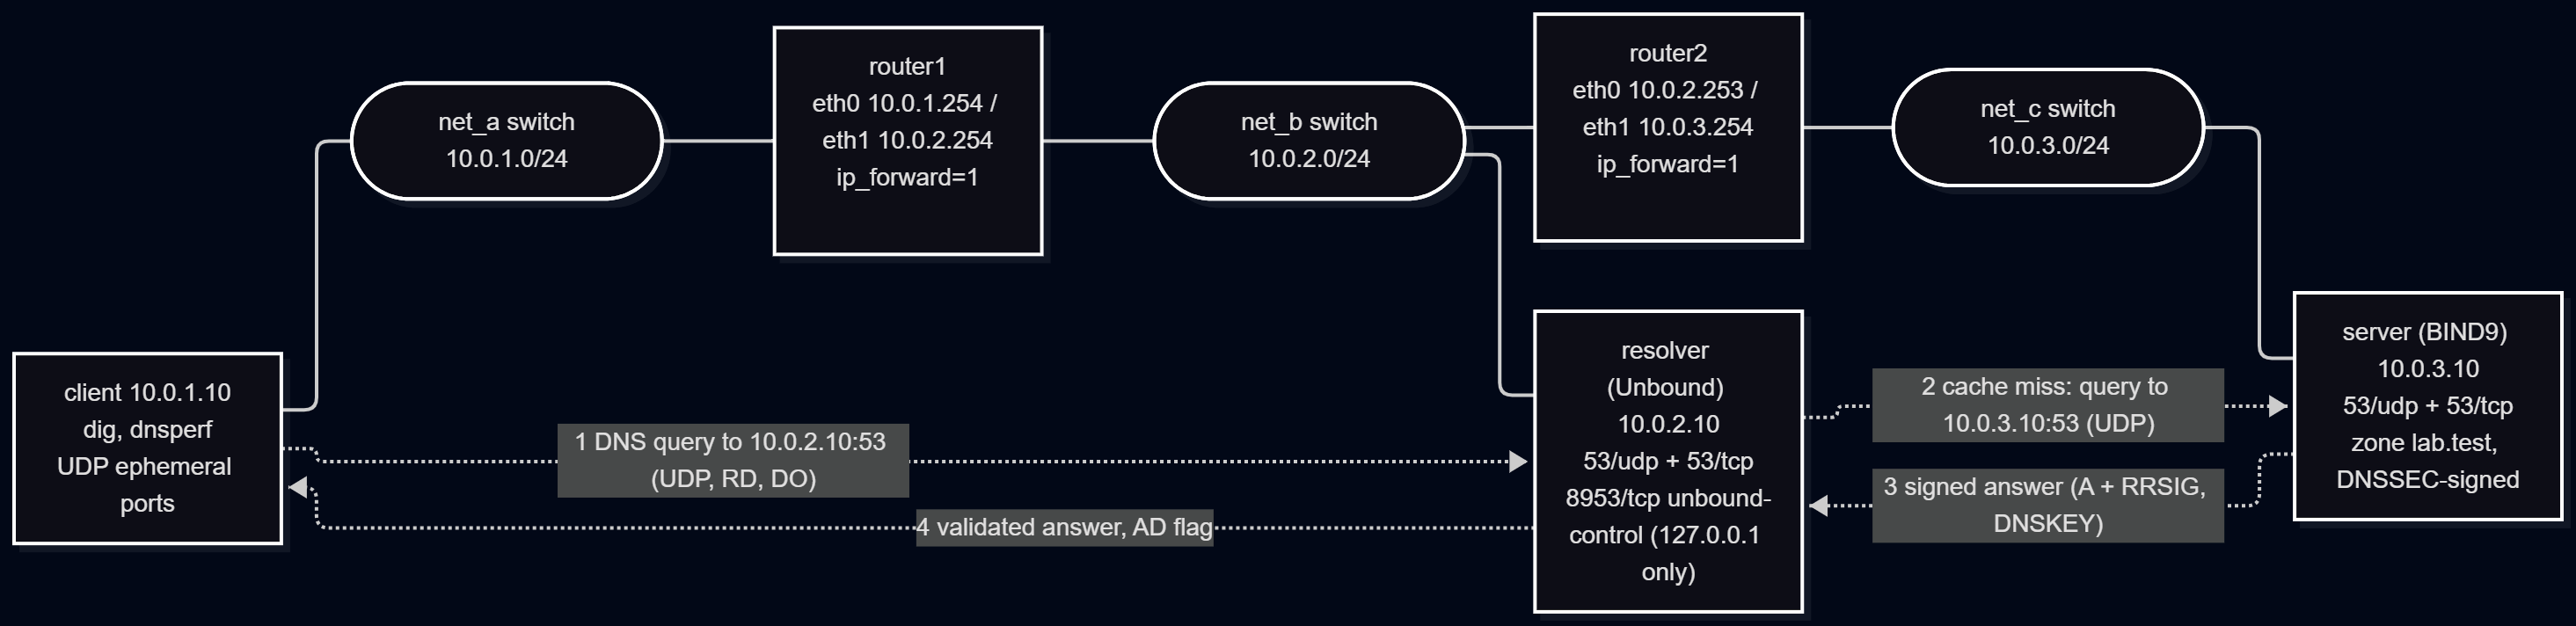 router1
eth0 10.0.1.254 /
eth1 10.0.2.254
ip_forward=1
router2
eth0 10.0.2.253 /
eth1 10.0.3.254
ip_forward=1
net_a switch
10.0.1.0/24
net_b switch
10.0.2.0/24
net_c switch
10.0.3.0/24
client 10.0.1.10
dig, dnsperf
UDP ephemeral
ports
1 DNS query to 10.0.2.10:53
(UDP, RD, DO)
4 validated answer, AD flag
resolver
(Unbound)
10.0.2.10
53/udp + 53/tcp
8953/tcp unbound-
control (127.0.0.1
only)
2 cache miss: query to
10.0.3.10:53 (UDP)
3 signed answer (A + RRSIG,
DNSKEY)
server (BIND9)
10.0.3.10
53/udp + 53/tcp
zone lab.test,
DNSSEC-signed